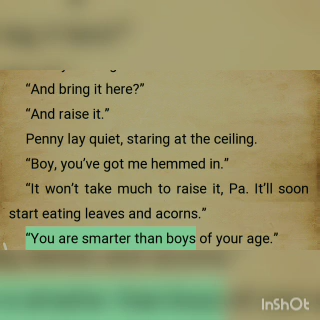 “And bring it here?”
“And raise it.”
Penny lay quiet, staring at the ceiling.
“Boy, you’ve got me hemmed in.”
“It won’t take much to raise it, Pa. It’ll soon
start eating leaves and acorns.”
“You are smarter than boys of your age.”
InShOt